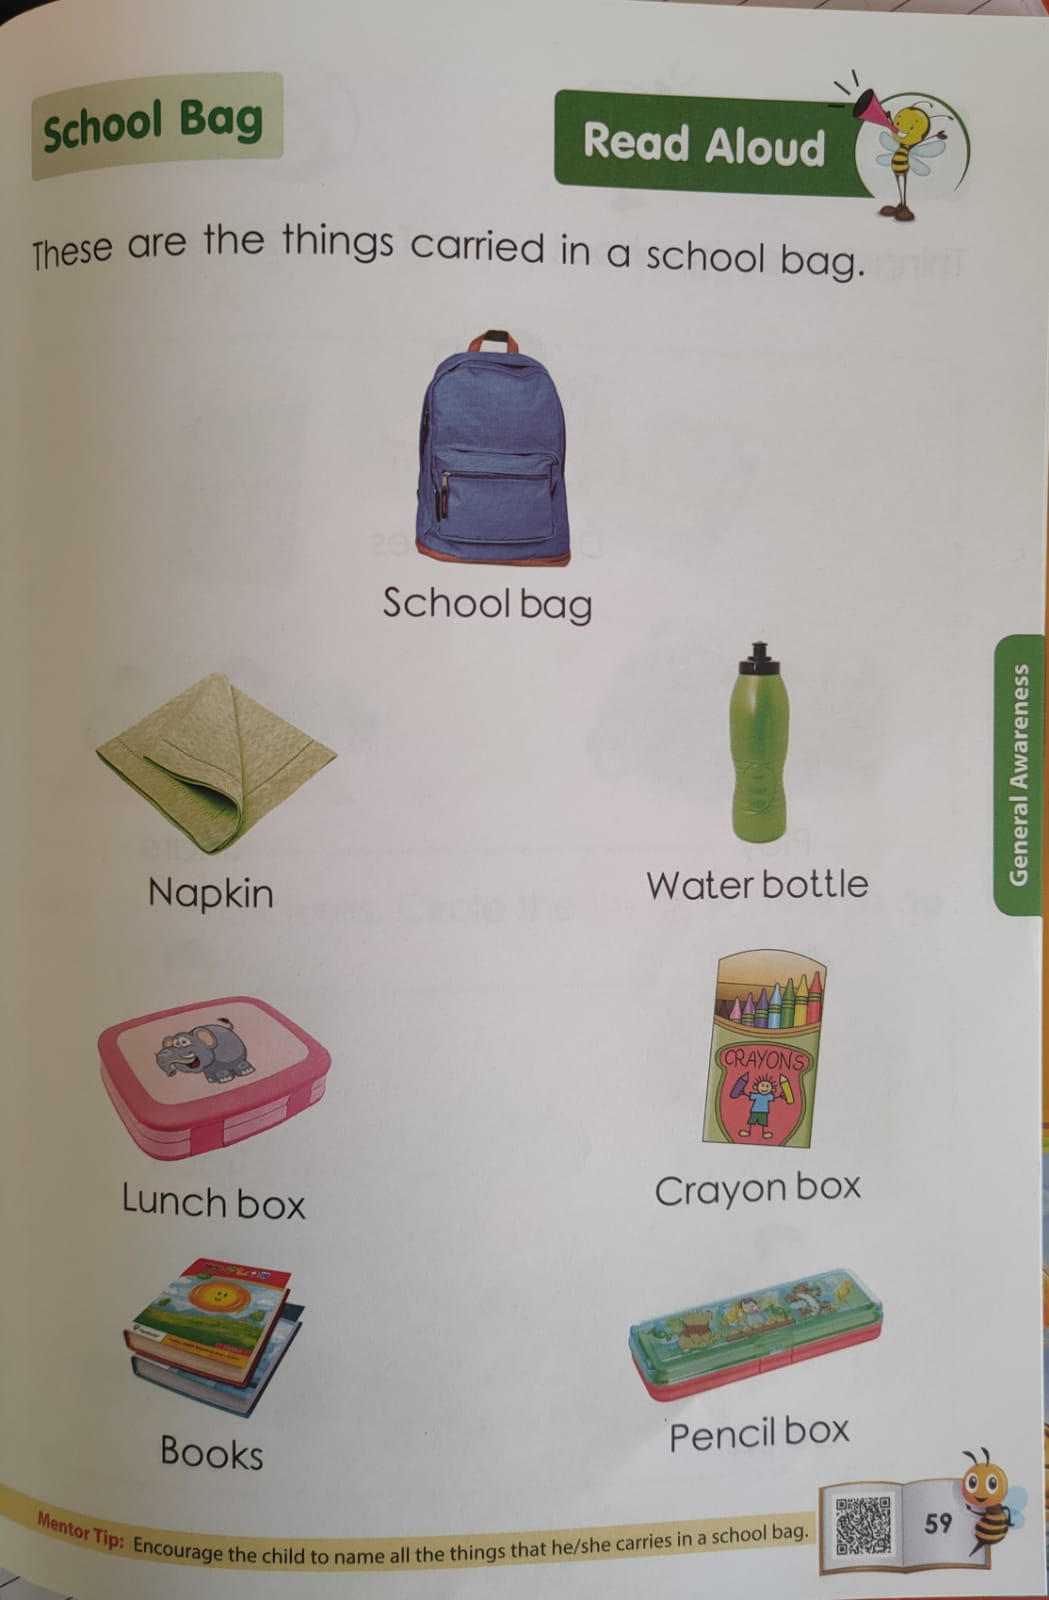 School Bag
Read Aloud
These are the things carried in a school bag.
School bag
Napkin
Water bottle
General Awareness
CRAYONS
Lunch box
Crayon box
Books
Pencil box
Mentor Tip: Encourage the child to name all the things that he/she carries in a school bag.
59